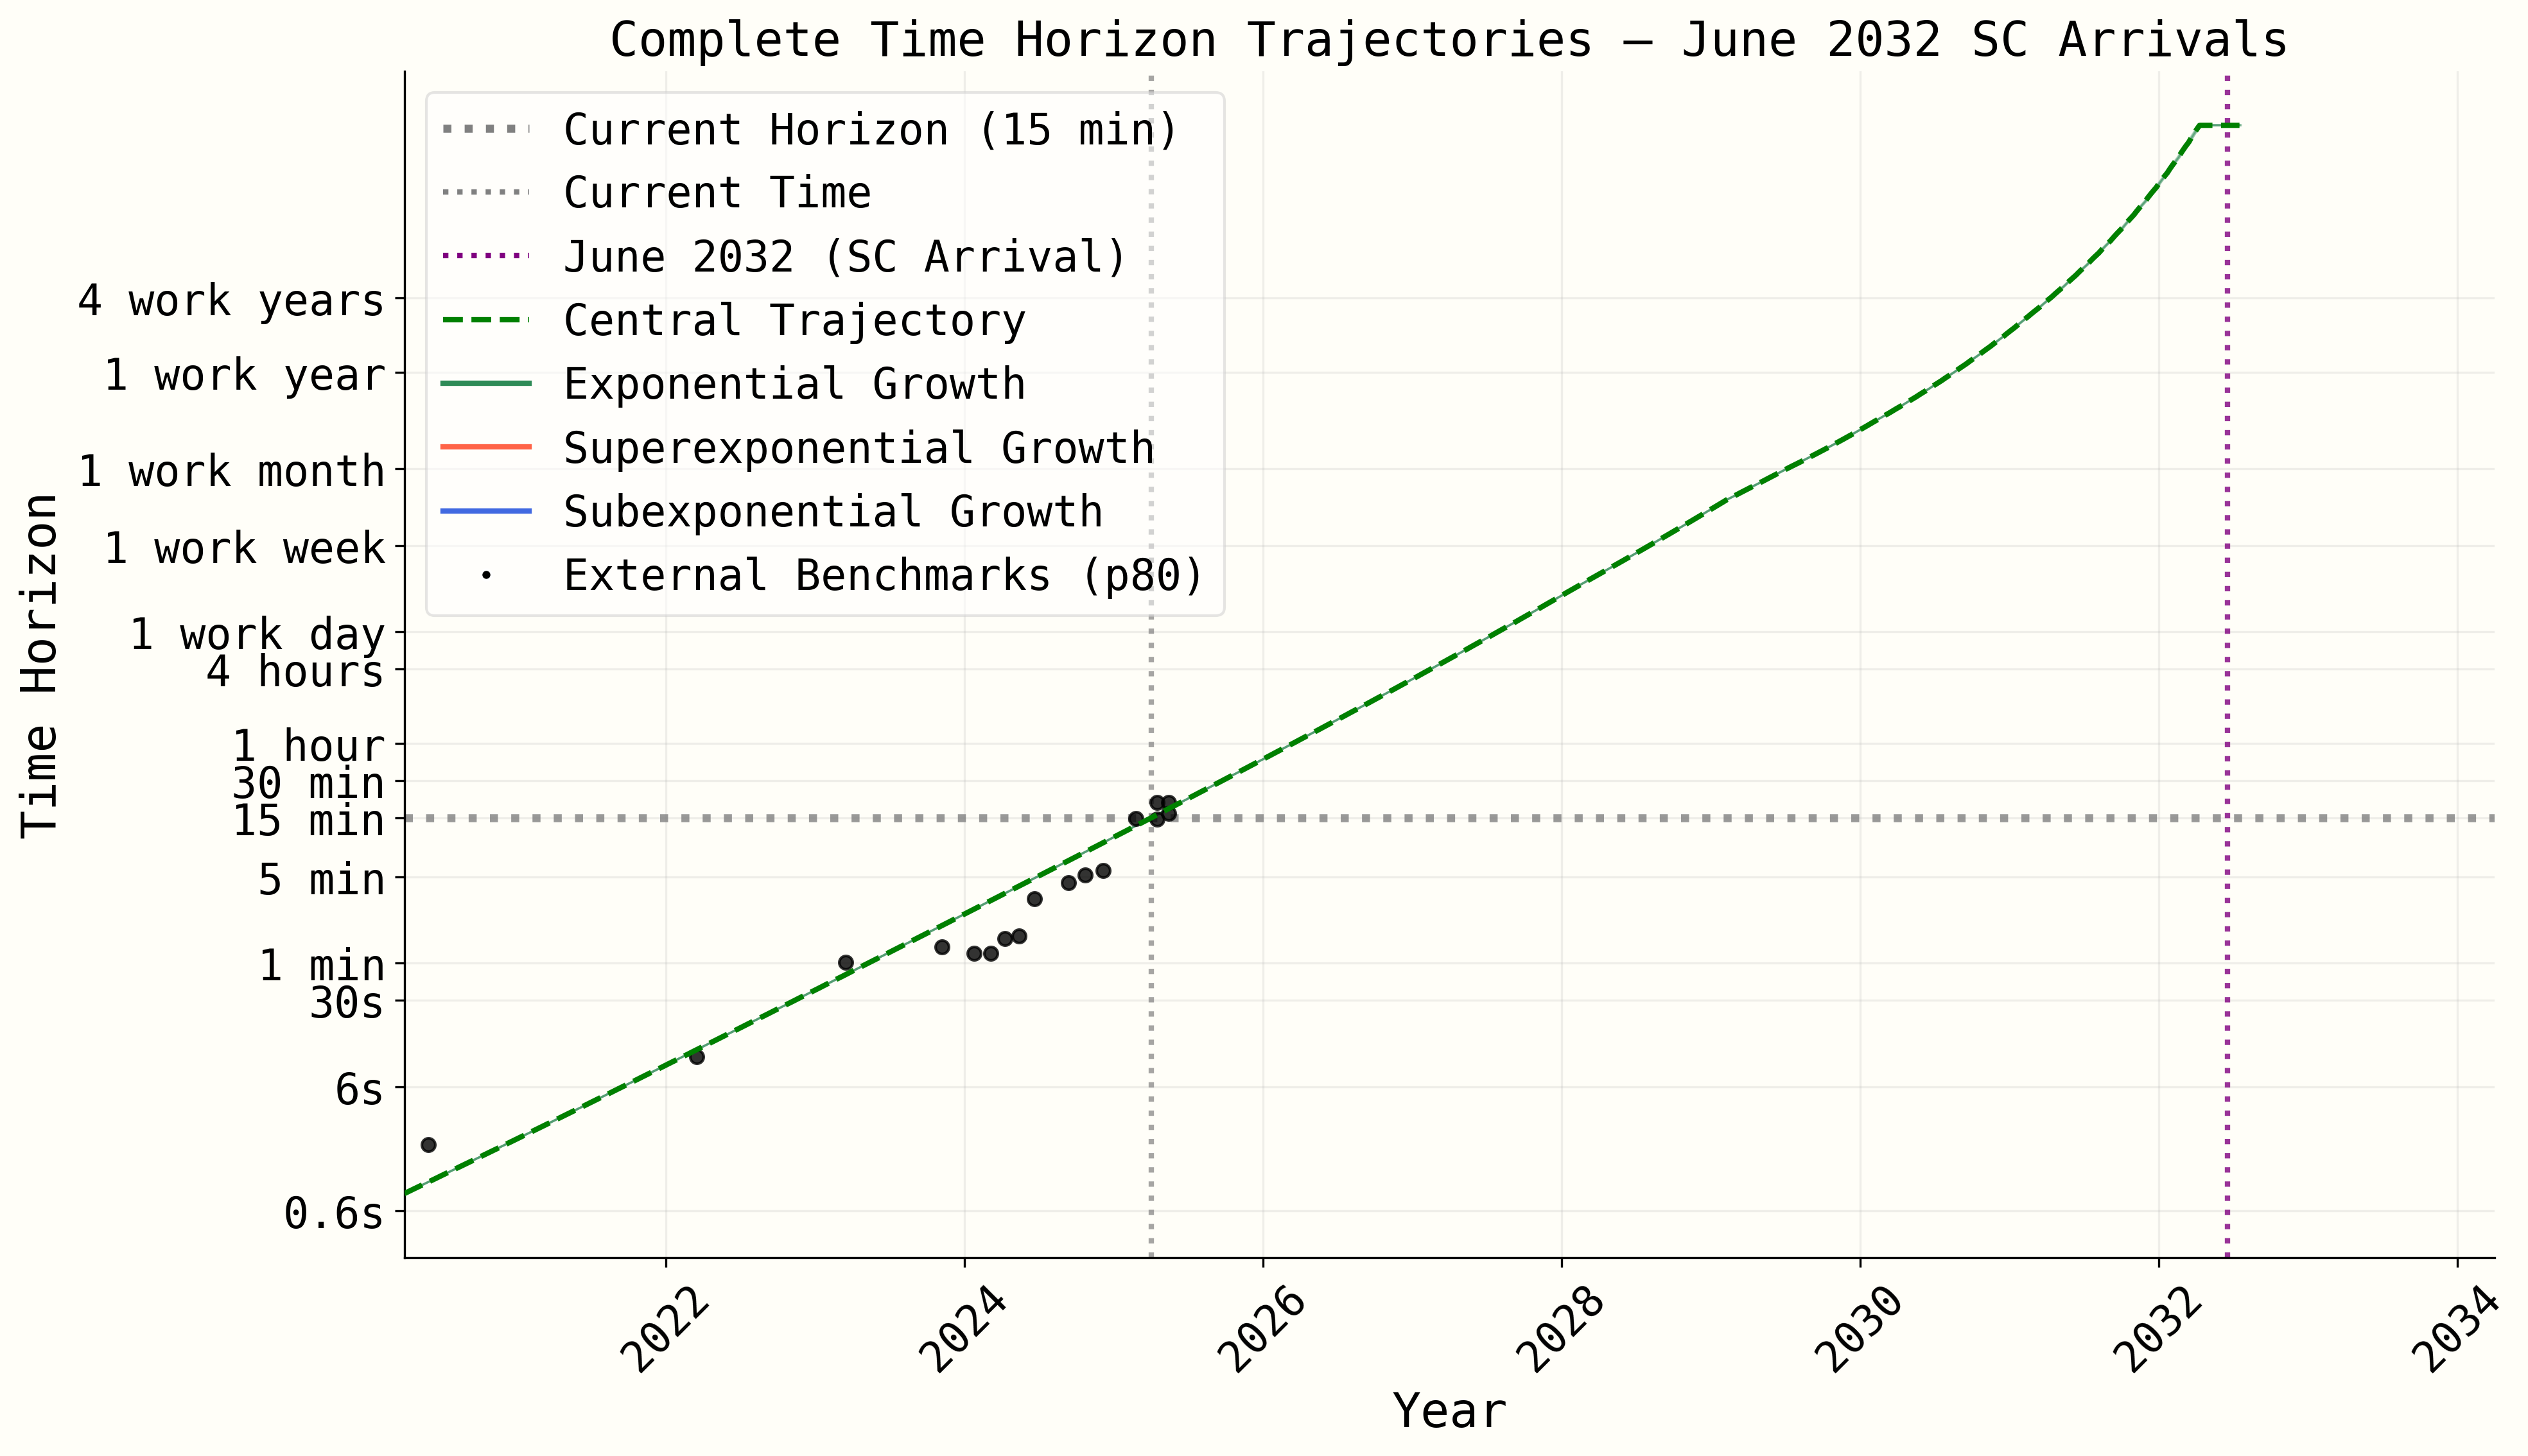 Complete Time Horizon Trajectories — June 2032 SC Arrivals
Current Horizon (15 min)
Current Time
June 2032 (SC Arrival)
Central Trajectory
Exponential Growth
Superexponential Growth
Subexponential Growth
External Benchmarks (p80)
Time Horizon
4 work years
1 work year
1 work month
1 work week
1 work day
4 hours
1 hour
30 min
15 min
5 min
1 min
30s
6s
0.6s
2022
2024
2026
2028
2030
2032
2034
Year